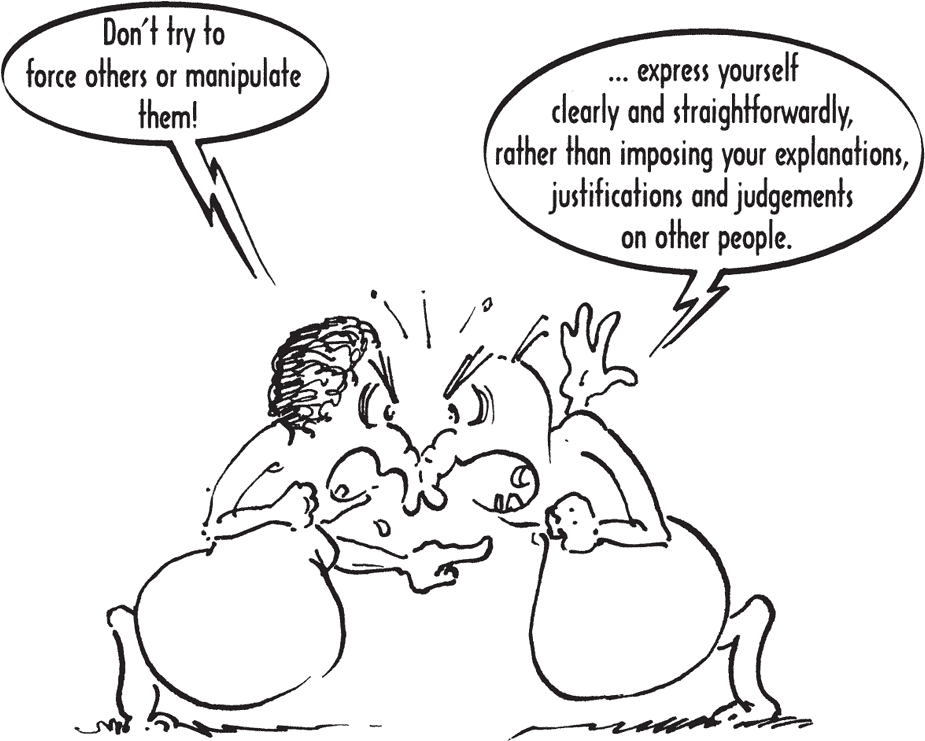 Don't try to
force others or manipulate
them!
... express yourself
clearly and straightforwardly,
rather than imposing your explanations,
justifications and judgements
on other people.